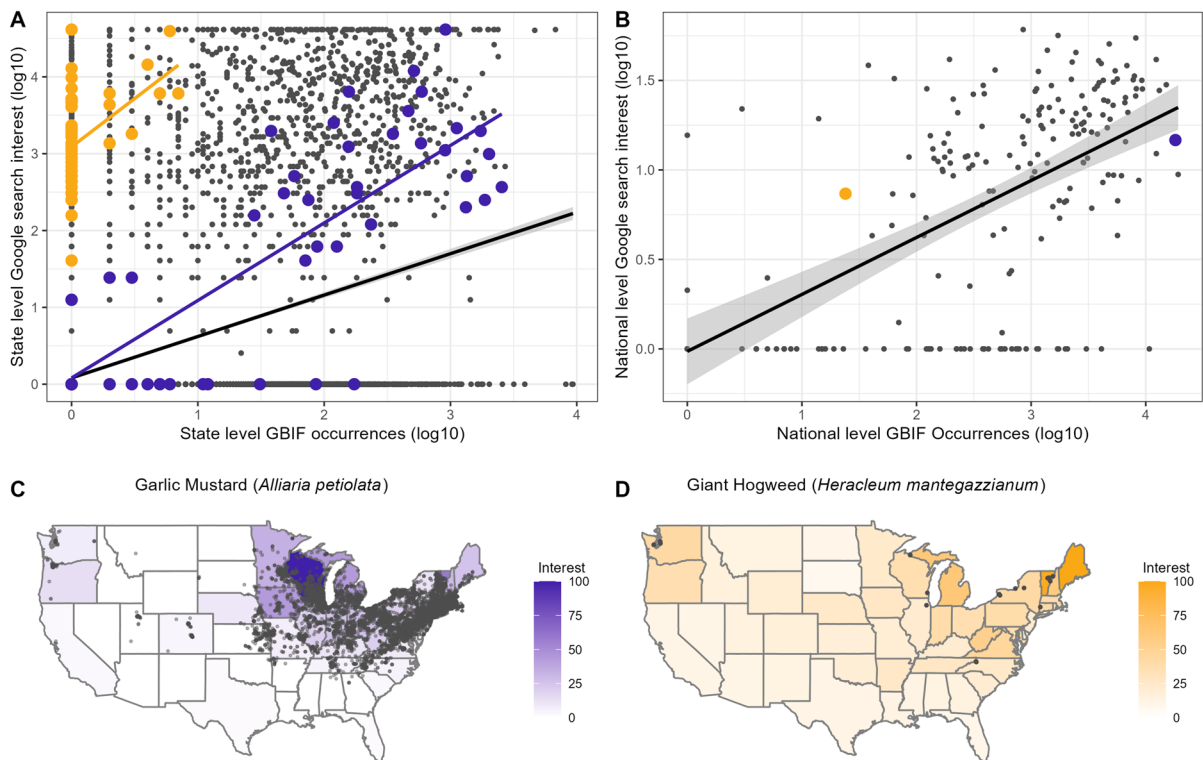 A
4
3
2
1
0
State level Google search interest (log10)
0
1
2
3
4
State level GBIF occurrences (log10)
B
1.5
1.0
0.5
0.0
National level Google search interest (log10)
0
1
2
3
4
National level GBIF Occurrences (log10)
C
Garlic Mustard (Alliaria petiolata)
Interest
100
75
50
25
0
D
Giant Hogweed (Heracleum mantegazzianum)
Interest
100
75
50
25
0